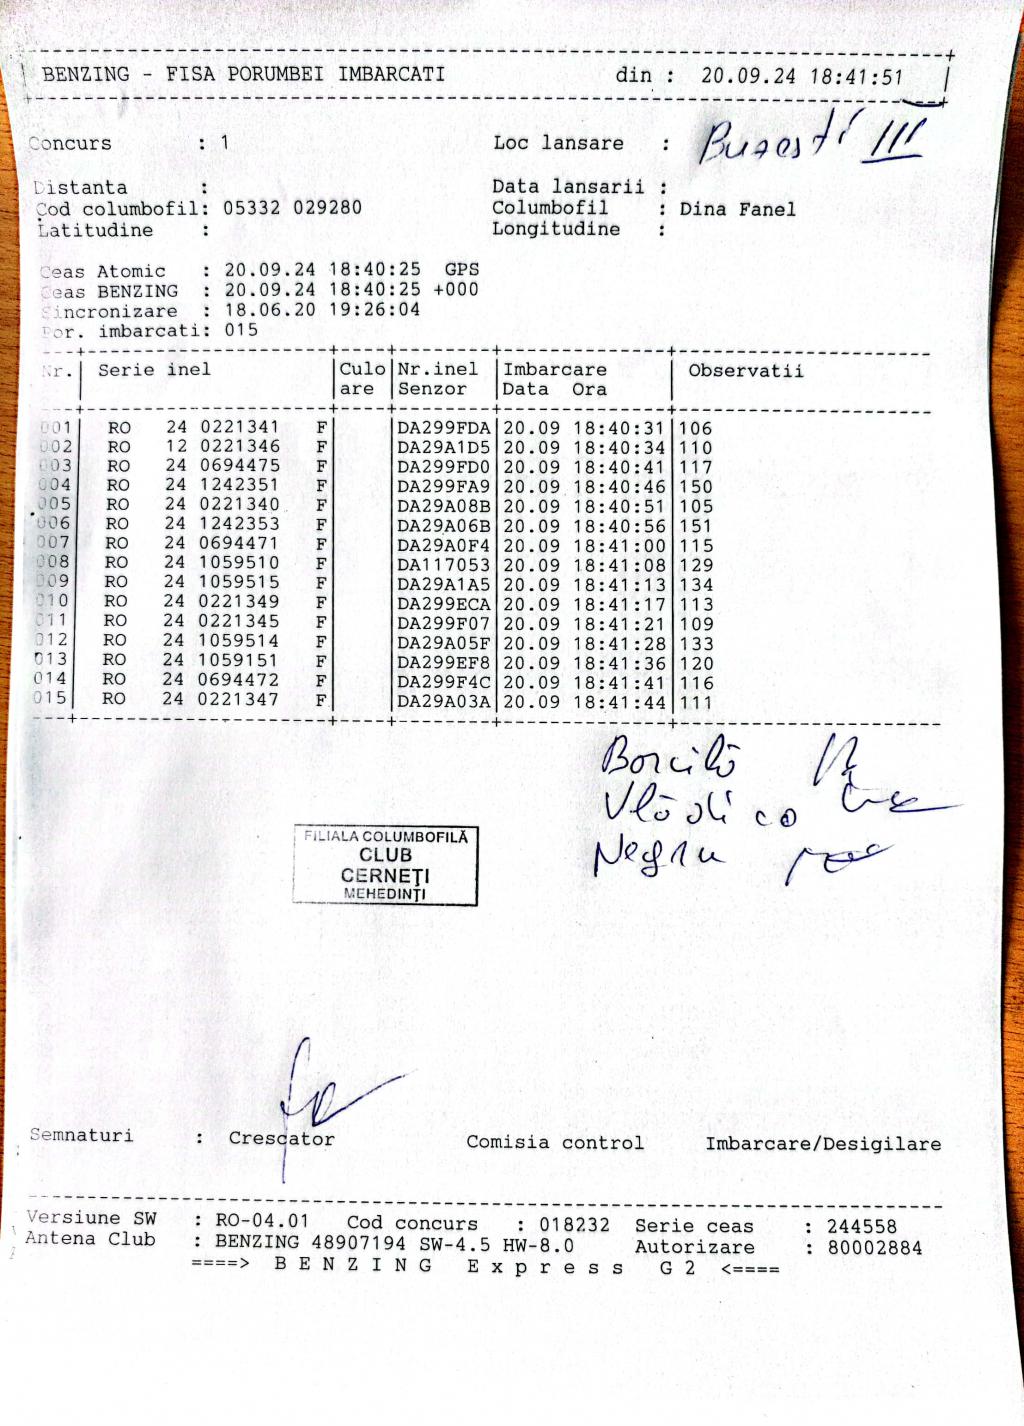 BENZING - FISA PORUMBEI IMBARCATI din : 20.09.24 18:41:51
Concurs : 1 Loc lansare : III
Distanta : Data lansarii :
Cod columbofil: 05332 029280 Columbofil : Dina Fanel
Latitudine : Longitudine :
Ceas Atomic : 20.09.24 18:40:25 GPS
Ceas BENZING : 20.09.24 18:40:25 +000
Sincronizare : 18.06.20 19:26:04
Por. imbarcati: 015
Nr. Serie inel Culo Nr.inel Imbarcare Observatii
are Senzor Data Ora
001 RO 24 0221341 F DA299FDA 20.09 18:40:31 106
002 RO 12 0221346 F DA29A1D5 20.09 18:40:34 110
003 RO 24 0694475 F DA299FD0 20.09 18:40:41 117
004 RO 24 1242351 F DA299FA9 20.09 18:40:46 150
005 RO 24 0221340 F DA29A08B 20.09 18:40:51 105
006 RO 24 1242353 F DA29A06B 20.09 18:40:56 151
007 RO 24 0694471 F DA29A0F4 20.09 18:41:00 115
008 RO 24 1059510 F DA117053 20.09 18:41:08 129
009 RO 24 1059515 F DA29A1A5 20.09 18:41:13 134
010 RO 24 0221349 F DA299ECA 20.09 18:41:17 113
011 RO 24 0221345 F DA299F07 20.09 18:41:21 109
012 RO 24 1059514 F DA29A05F 20.09 18:41:28 133
013 RO 24 1059151 F DA299EF8 20.09 18:41:36 120
014 RO 24 0694472 F DA299F4C 20.09 18:41:41 116
015 RO 24 0221347 F DA29A03A 20.09 18:41:44 111
Borcilă
Vlădica
Negru
FILIALA COLUMBOFILĂ
CLUB
CERNEȚI
MEHEDINȚI
Semnaturi : Crescator Comisia control Imbarcare/Desigilare
Versiune SW : RO-04.01 Cod concurs : 018232 Serie ceas : 244558
Antena Club : BENZING 48907194 SW-4.5 HW-8.0 Autorizare : 80002884
====> B E N Z I N G E x p r e s s G 2 <====